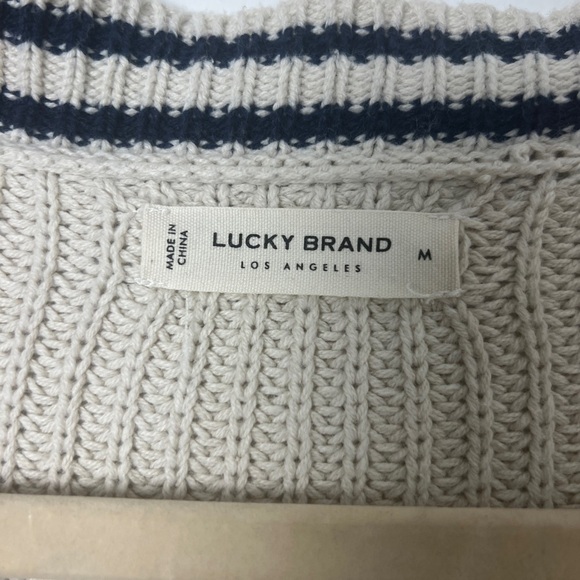 MADE IN
CHINA
LUCKY BRAND
LOS ANGELES
M